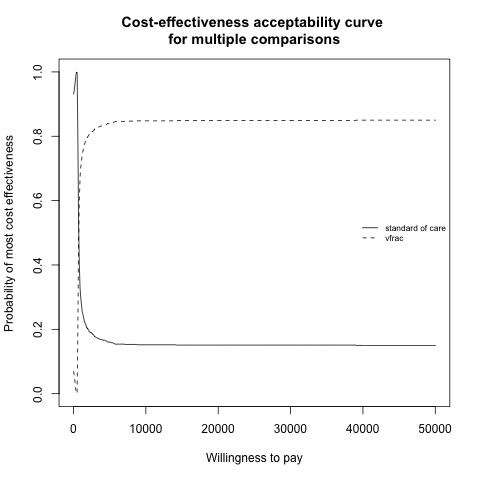 Cost-effectiveness acceptability curve
for multiple comparisons
Probability of most cost effectiveness
1.0
0.8
0.6
0.4
0.2
0.0
standard of care
vfrac
0 10000 20000 30000 40000 50000
Willingness to pay